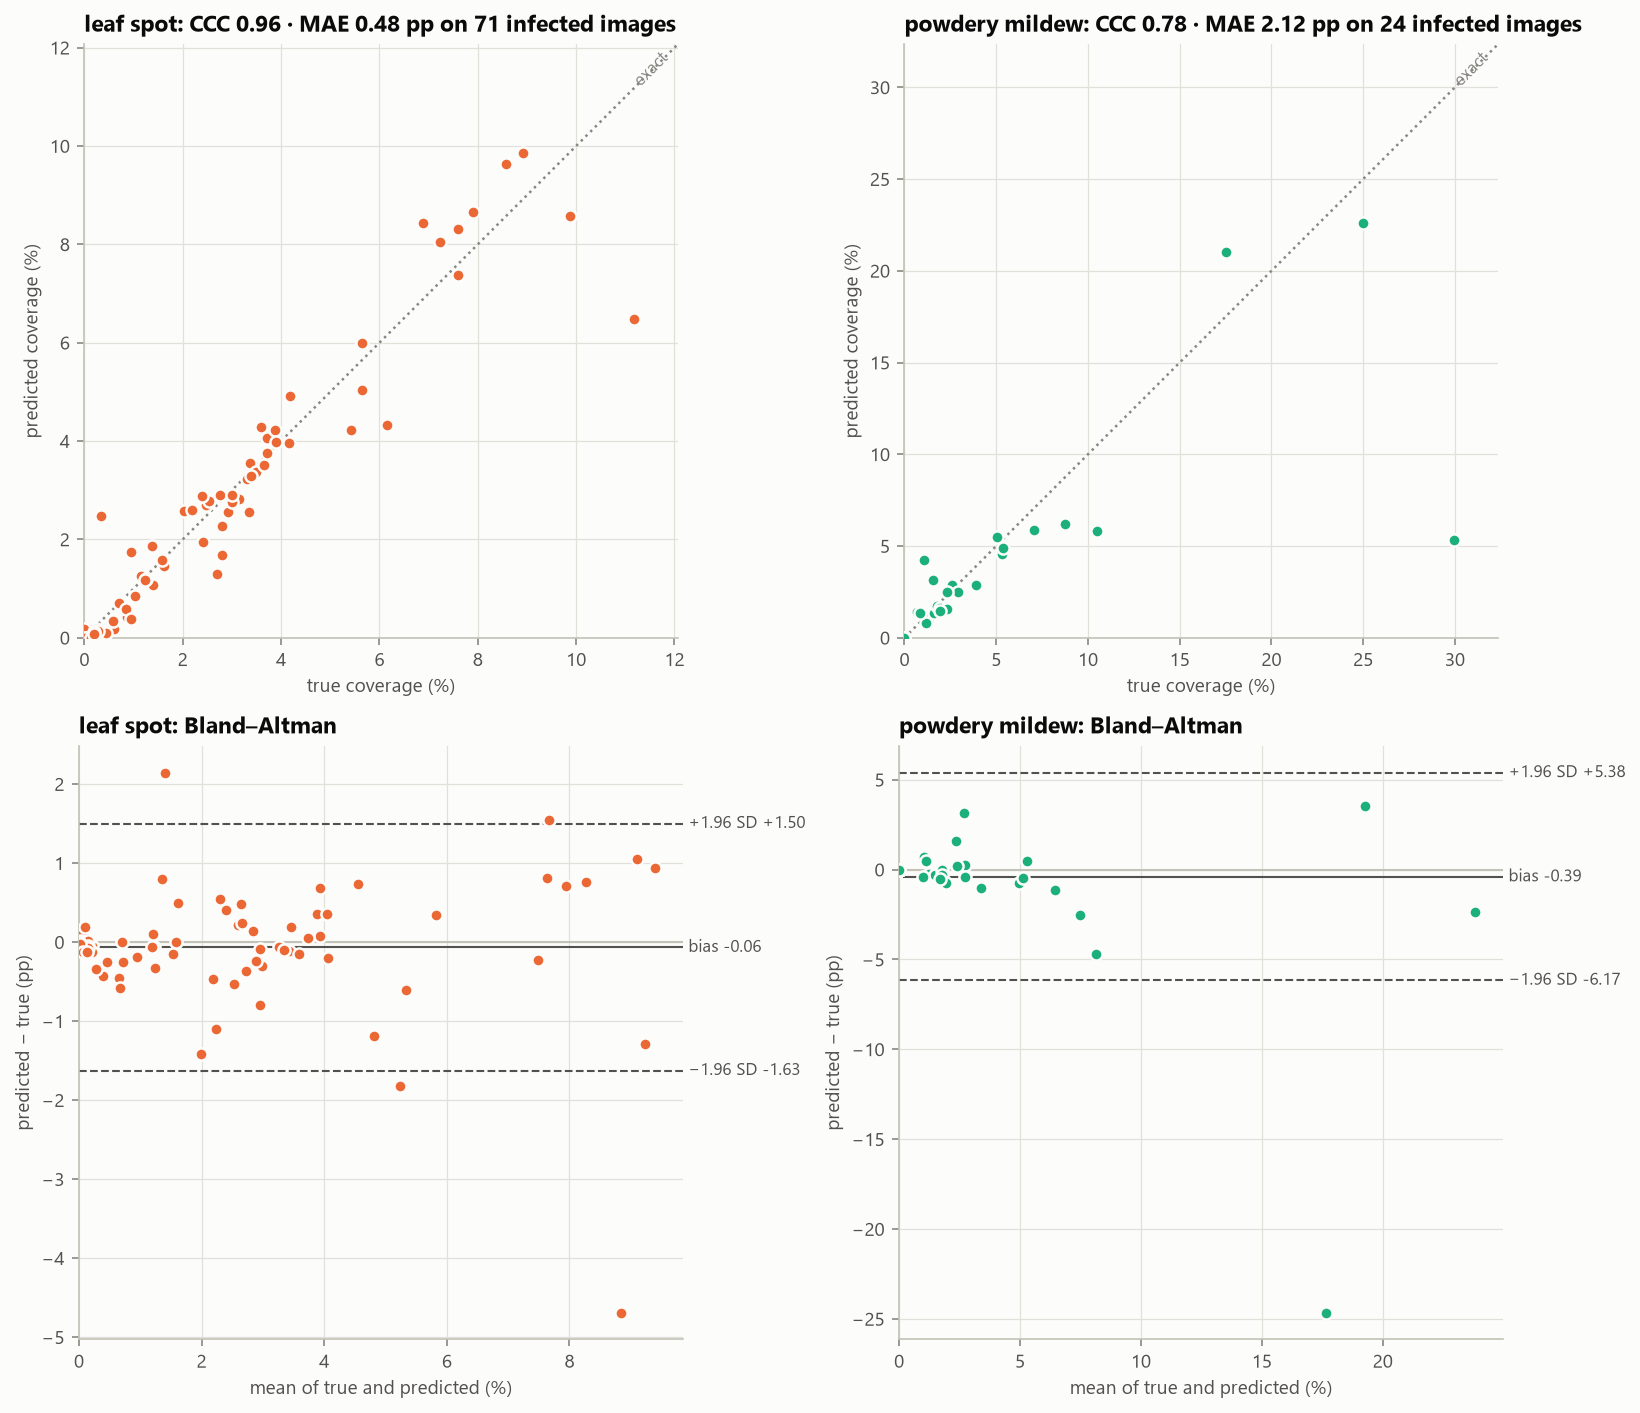 leaf spot: CCC 0.96 · MAE 0.48 pp on 71 infected images
exact
12
10
8
6
4
2
0
predicted coverage (%)
0 2 4 6 8 10 12
true coverage (%)
powdery mildew: CCC 0.78 · MAE 2.12 pp on 24 infected images
exact
30
25
20
15
10
5
0
predicted coverage (%)
0 5 10 15 20 25 30
true coverage (%)
leaf spot: Bland–Altman
2
1
0
−1
−2
−3
−4
−5
predicted − true (pp)
+1.96 SD +1.50
bias -0.06
−1.96 SD -1.63
0 2 4 6 8
mean of true and predicted (%)
powdery mildew: Bland–Altman
5
0
−5
−10
−15
−20
−25
predicted − true (pp)
+1.96 SD +5.38
bias -0.39
−1.96 SD -6.17
0 5 10 15 20
mean of true and predicted (%)